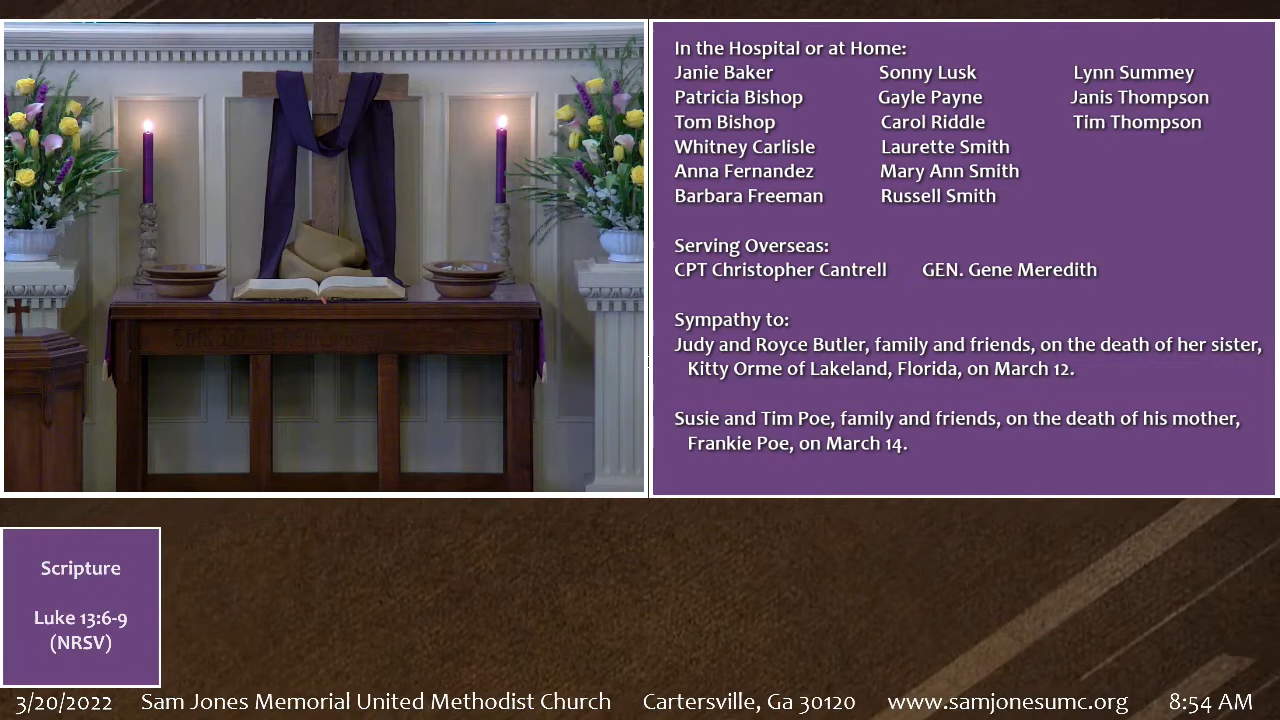 In the Hospital or at Home:
Janie Baker Sonny Lusk Lynn Summey
Patricia Bishop Gayle Payne Janis Thompson
Tom Bishop Carol Riddle Tim Thompson
Whitney Carlisle Laurette Smith
Anna Fernandez Mary Ann Smith
Barbara Freeman Russell Smith
Serving Overseas:
CPT Christopher Cantrell GEN. Gene Meredith
Sympathy to:
Judy and Royce Butler, family and friends, on the death of her sister,
Kitty Orme of Lakeland, Florida, on March 12.
Susie and Tim Poe, family and friends, on the death of his mother,
Frankie Poe, on March 14.
Scripture
Luke 13:6-9
(NRSV)
3/20/2022 Sam Jones Memorial United Methodist Church Cartersville, Ga 30120 www.samjonesumc.org 8:54 AM